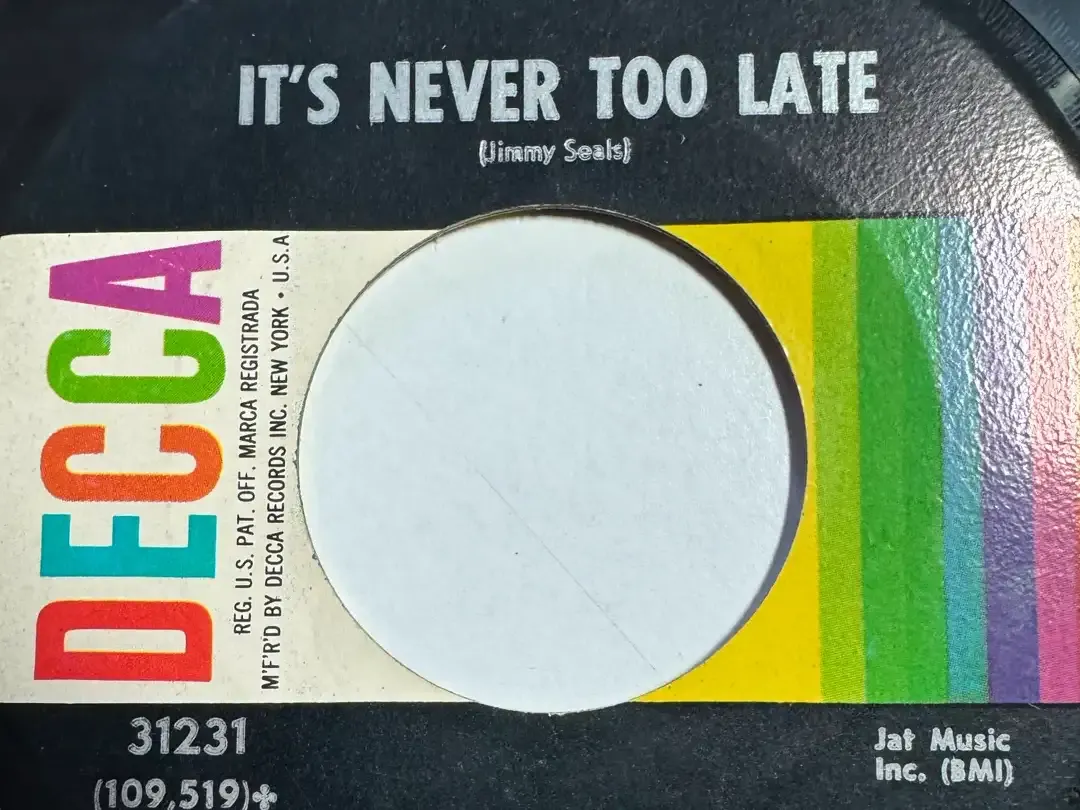 IT'S NEVER TOO LATE
(Jimmy Seals)
DECCA
REG. U.S. PAT. OFF. MARCA REGISTRADA
M'F'R'D BY DECCA RECORDS INC. NEW YORK • U.S.A
31231
(109,519)✤
Jat Music
Inc. (BMI)